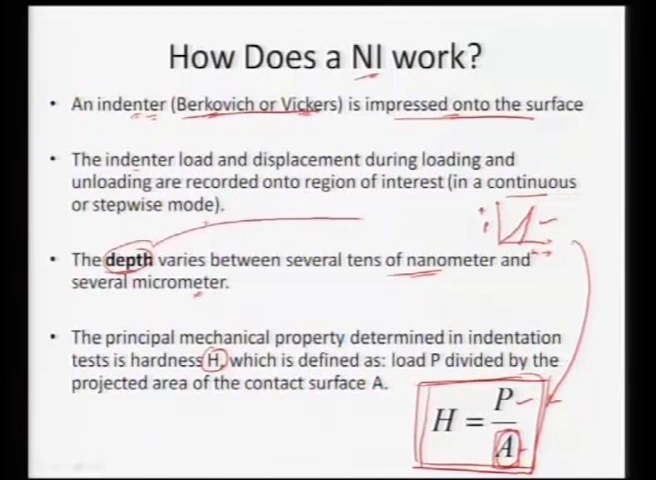 How Does a NI work?
• An indenter (Berkovich or Vickers) is impressed onto the surface
• The indenter load and displacement during loading and
unloading are recorded onto region of interest (in a continuous
or stepwise mode).
• The depth varies between several tens of nanometer and
several micrometer.
• The principal mechanical property determined in indentation
tests is hardness H, which is defined as: load P divided by the
projected area of the contact surface A.
H = P/A